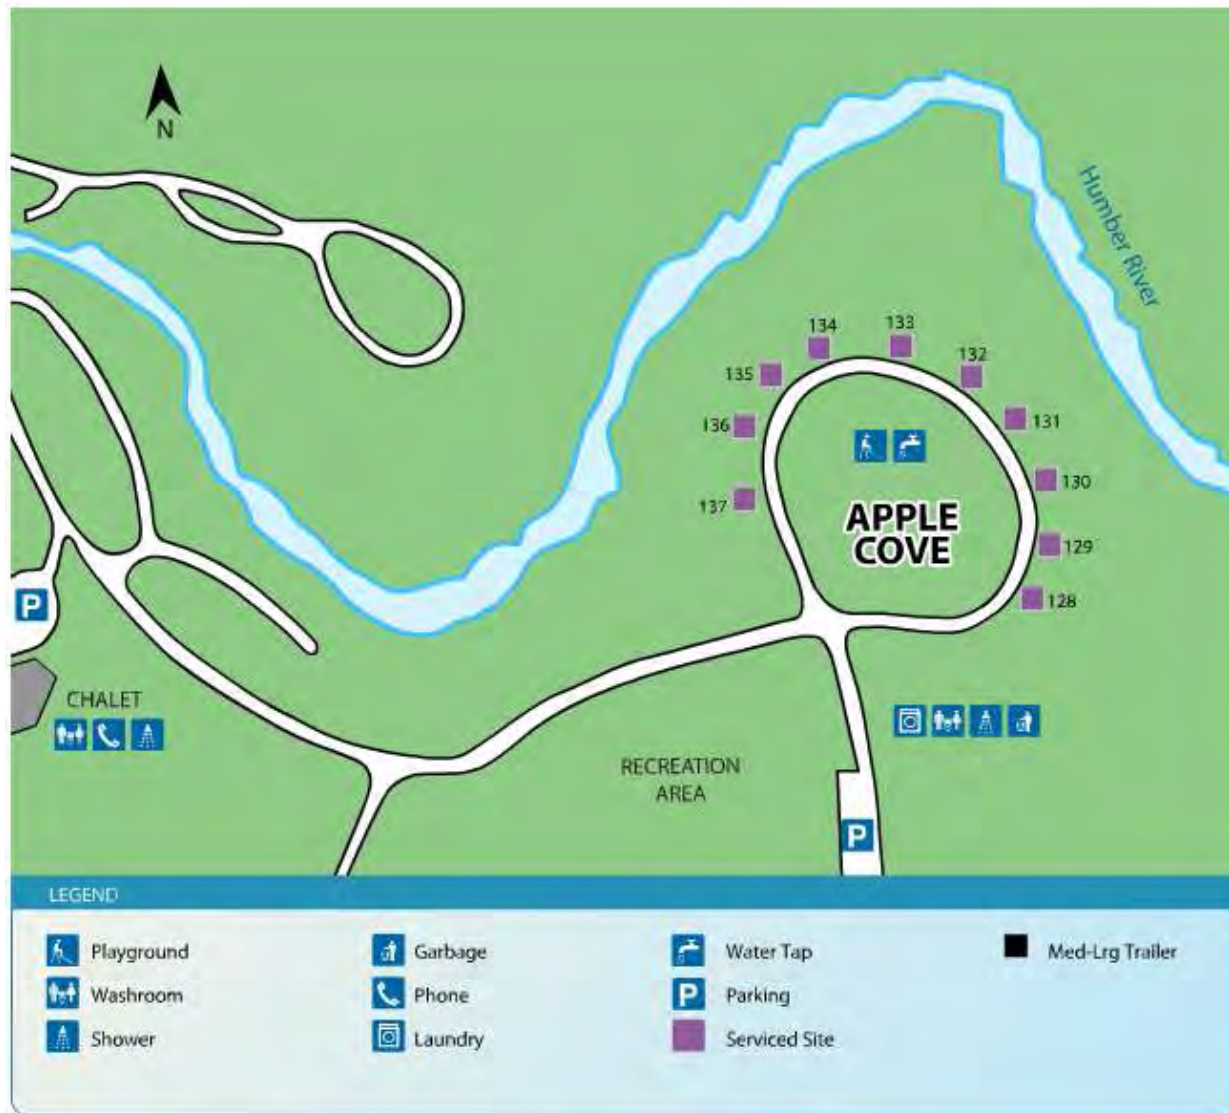 N
Humber River
134
133
132
135
131
136
130
137
APPLE
COVE
129
128
P
CHALET
RECREATION
AREA
P
LEGEND
Playground
Garbage
Water Tap
Med-Lrg Trailer
Washroom
Phone
P Parking
Shower
Laundry
Serviced Site